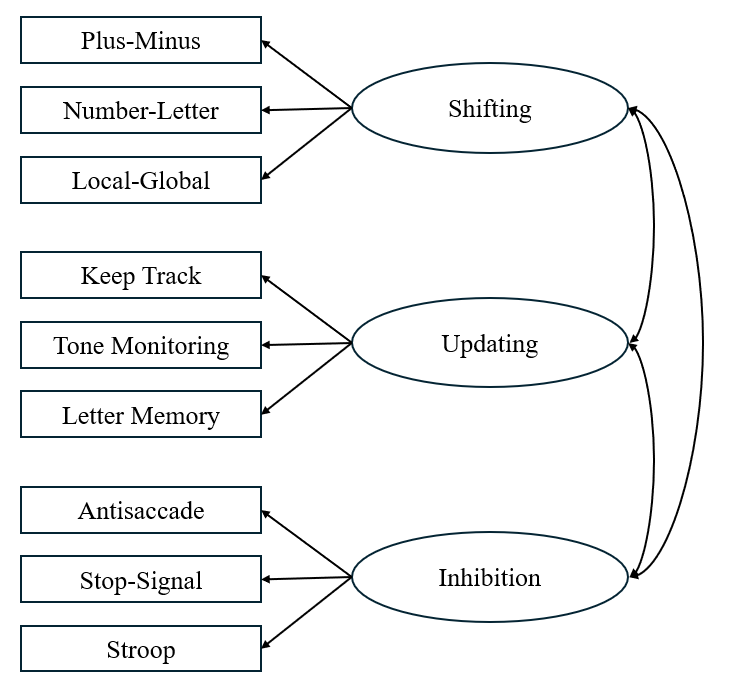 Plus-Minus
Number-Letter
Local-Global
Shifting
Keep Track
Tone Monitoring
Letter Memory
Updating
Antisaccade
Stop-Signal
Stroop
Inhibition